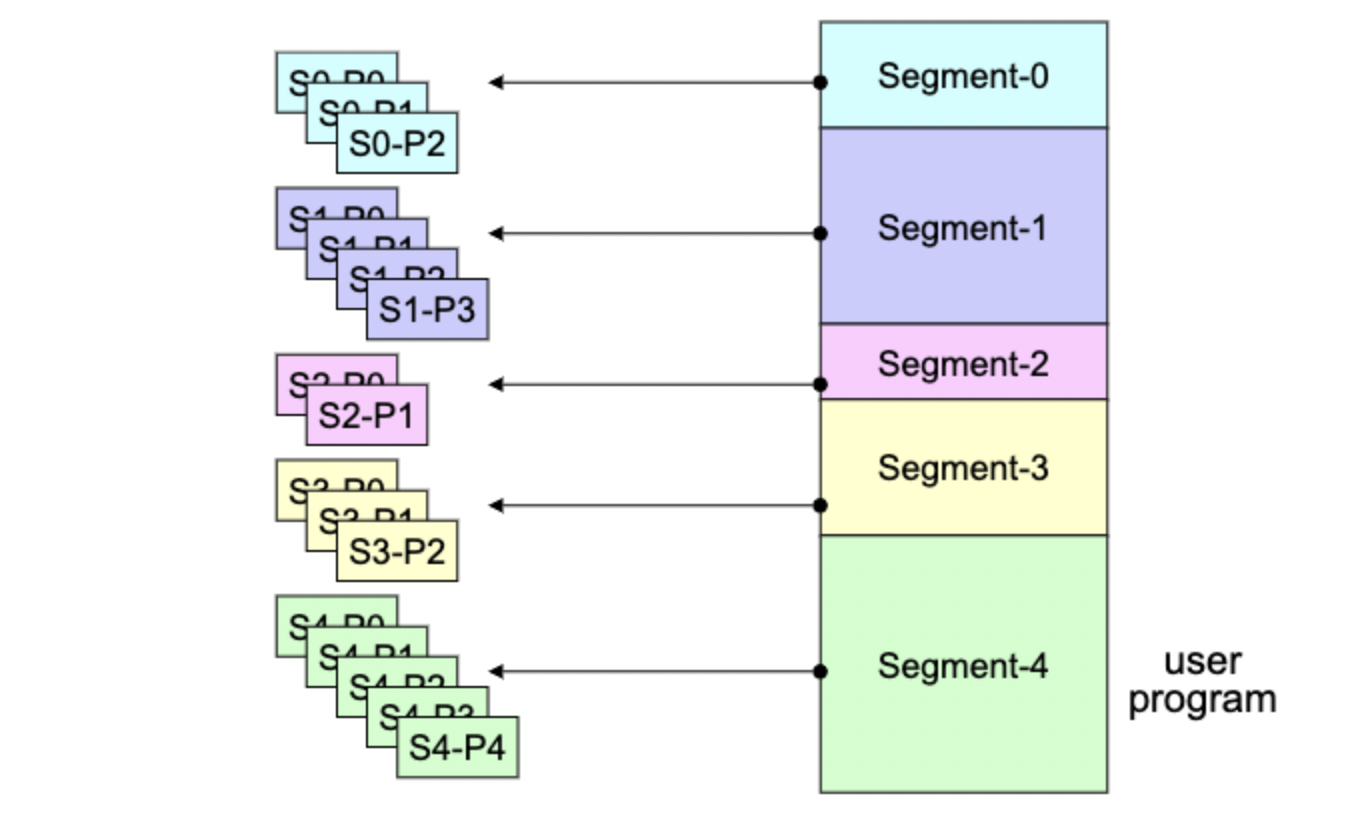 S0-P0
S0-P1
S0-P2
Segment-0
S1-P0
S1-P1
S1-P2
S1-P3
Segment-1
S2-P0
S2-P1
Segment-2
S3-P0
S3-P1
S3-P2
Segment-3
S4-P0
S4-P1
S4-P2
S4-P3
S4-P4
Segment-4
user
program